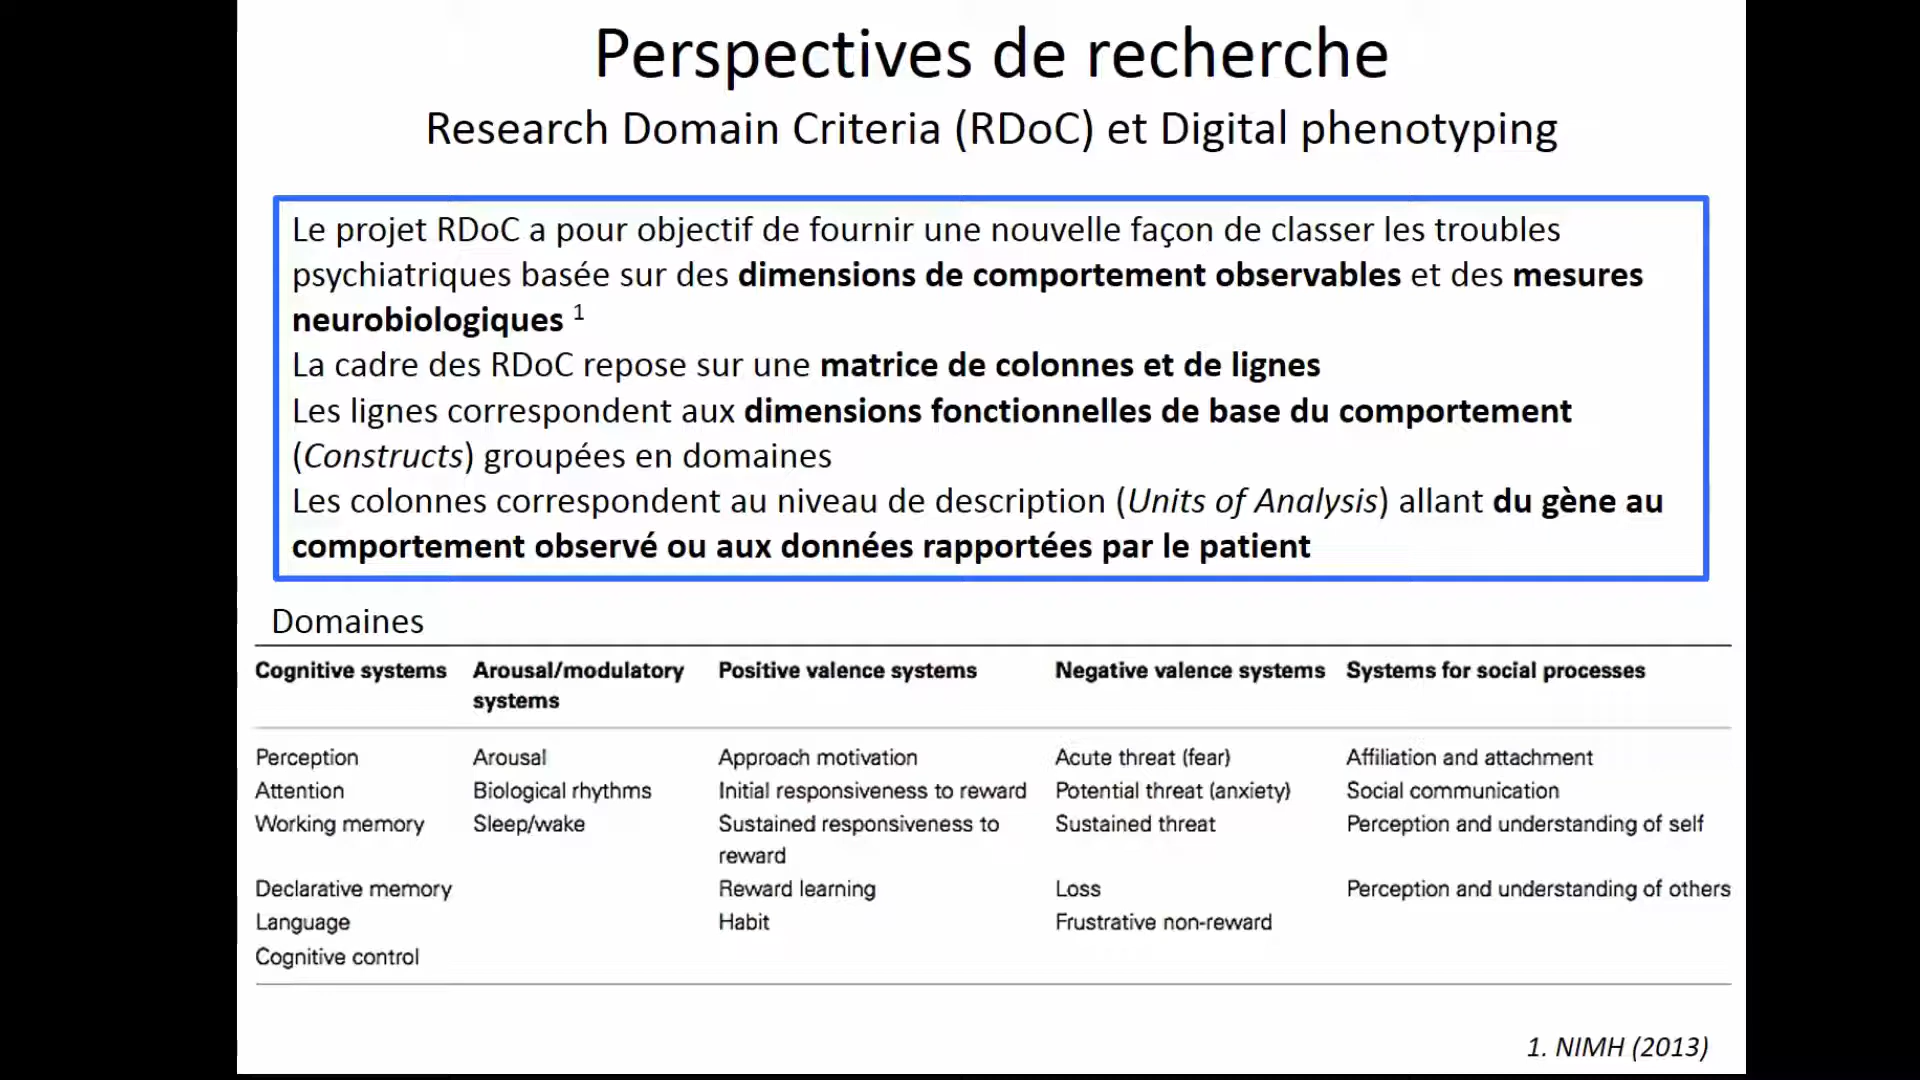 Perspectives de recherche
Research Domain Criteria (RDoC) et Digital phenotyping
Le projet RDoC a pour objectif de fournir une nouvelle façon de classer les troubles
psychiatriques basée sur des dimensions de comportement observables et des mesures
neurobiologiques 1
La cadre des RDoC repose sur une matrice de colonnes et de lignes
Les lignes correspondent aux dimensions fonctionnelles de base du comportement
(Constructs) groupées en domaines
Les colonnes correspondent au niveau de description (Units of Analysis) allant du gène au
comportement observé ou aux données rapportées par le patient
Domaines
Cognitive systems Arousal/modulatory Positive valence systems Negative valence systems Systems for social processes
systems
Perception Arousal Approach motivation Acute threat (fear) Affiliation and attachment
Attention Biological rhythms Initial responsiveness to reward Potential threat (anxiety) Social communication
Working memory Sleep/wake Sustained responsiveness to Sustained threat Perception and understanding of self
reward
Declarative memory Reward learning Loss Perception and understanding of others
Language Habit Frustrative non-reward
Cognitive control
1. NIMH (2013)